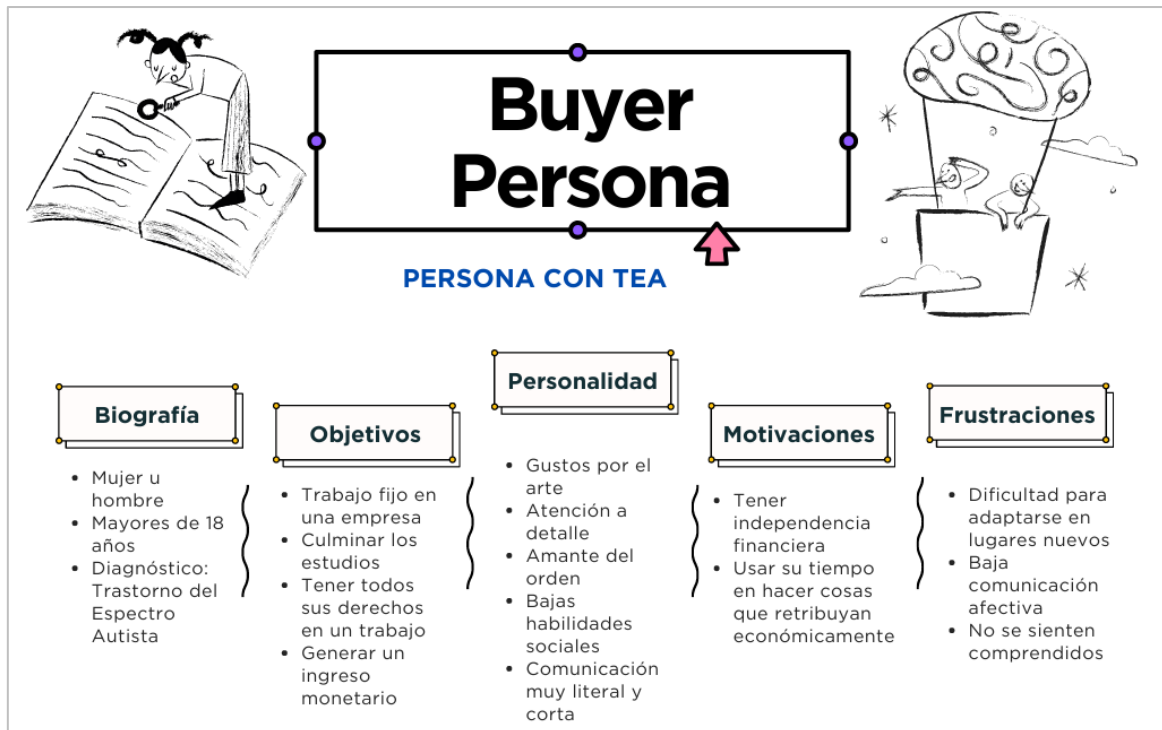 Buyer
Persona
PERSONA CON TEA
Biografía
• Mujer u
hombre
• Mayores de 18
años
• Diagnóstico:
Trastorno del
Espectro
Autista
Objetivos
• Trabajo fijo en
una empresa
• Culminar los
estudios
• Tener todos
sus derechos
en un trabajo
• Generar un
ingreso
monetario
Personalidad
• Gustos por el
arte
• Atención a
detalle
• Amante del
orden
• Bajas
habilidades
sociales
• Comunicación
muy literal y
corta
Motivaciones
• Tener
independencia
financiera
• Usar su tiempo
en hacer cosas
que retribuyan
económicamente
Frustraciones
• Dificultad para
adaptarse en
lugares nuevos
• Baja
comunicación
afectiva
• No se sienten
comprendidos